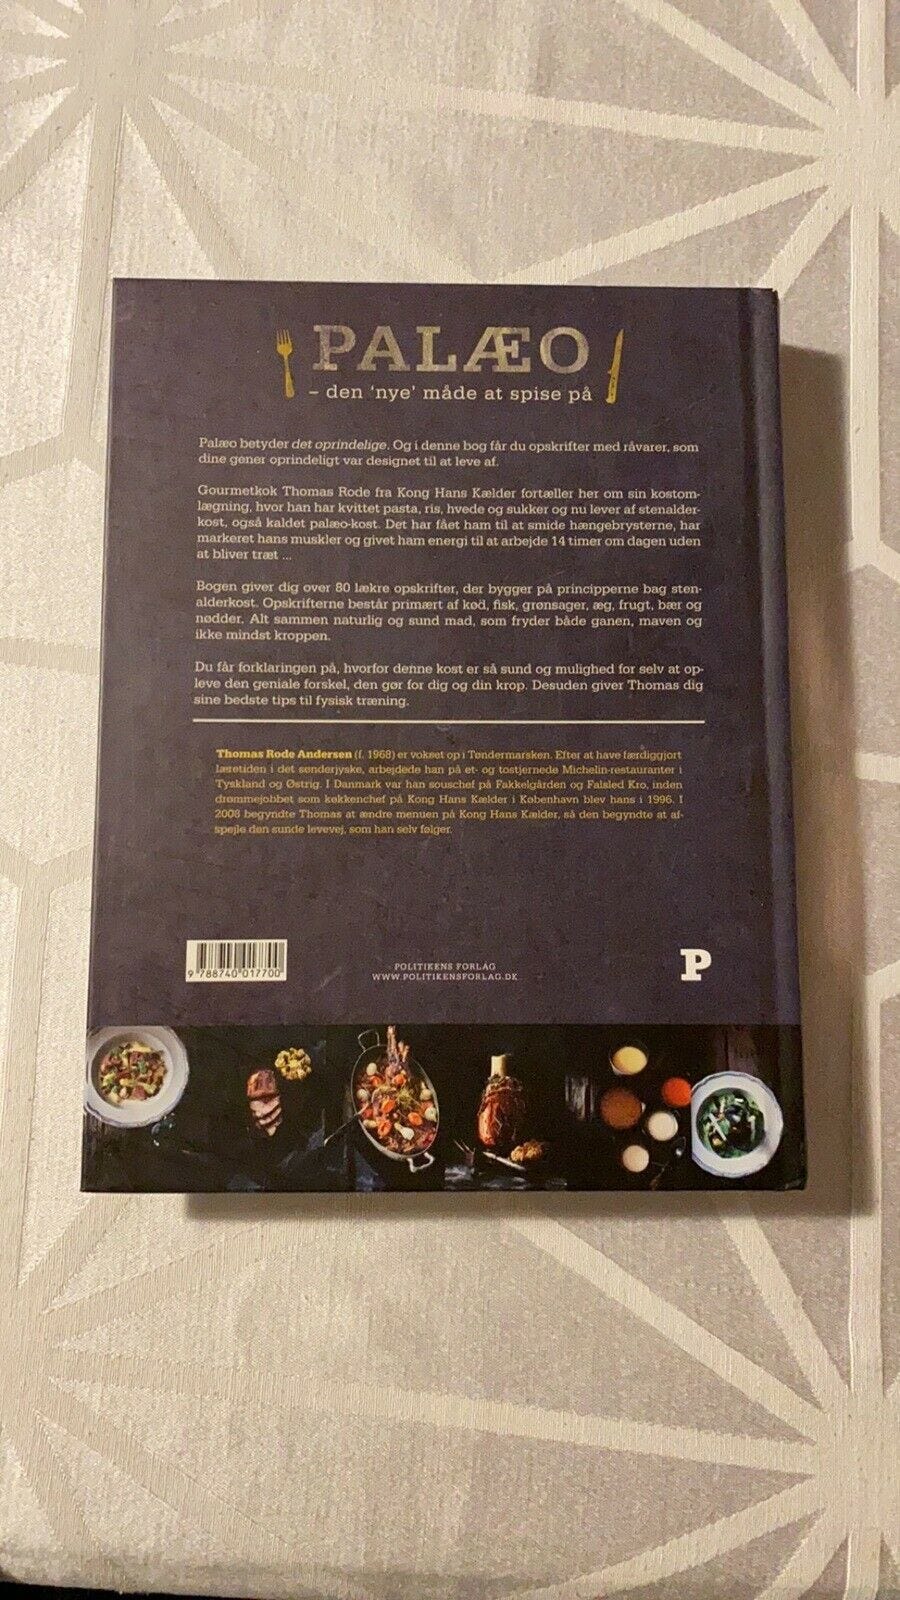 PALÆO
– den ‘nye’ måde at spise på
Palæo betyder det oprindelige. Og i denne bog får du opskrifter med råvarer, som
dine gener oprindeligt var designet til at leve af.
Gourmetkok Thomas Rode fra Kong Hans Kælder fortæller her om sin kostom-
lægning, hvor han har kvittet pasta, ris, hvede og sukker og nu lever af stenalder-
kost, også kaldet palæo-kost. Det har fået ham til at smide hængebrysterne, har
markeret hans muskler og givet ham energi til at arbejde 14 timer om dagen uden
at bliver træt ...
Bogen giver dig over 80 lækre opskrifter, der bygger på principperne bag sten-
alderkost. Opskrifterne består primært af kød, fisk, grønsager, æg, frugt, bær og
nødder. Alt sammen naturlig og sund mad, som fryder både ganen, maven og
ikke mindst kroppen.
Du får forklaringen på, hvorfor denne kost er så sund og mulighed for selv at op-
leve den geniale forskel, den gør for dig og din krop. Desuden giver Thomas dig
sine bedste tips til fysisk træning.
Thomas Rode Andersen (f. 1968) er vokset op i Tøndermarsken. Efter at have færdiggjort
læretiden i det sønderjyske, arbejdede han på et- og tostjernede Michelin-restauranter i
Tyskland og Østrig. I Danmark var han souschef på Fakkelgården og Falsled Kro, inden
drømmejobbet som køkkenchef på Kong Hans Kælder i København blev hans i 1996. I
2008 begyndte Thomas at ændre menuen på Kong Hans Kælder, så den begyndte at af-
spejle den sunde levevej, som han selv følger.
9 788740 017700
POLITIKENS FORLAG
WWW.POLITIKENSFORLAG.DK
P